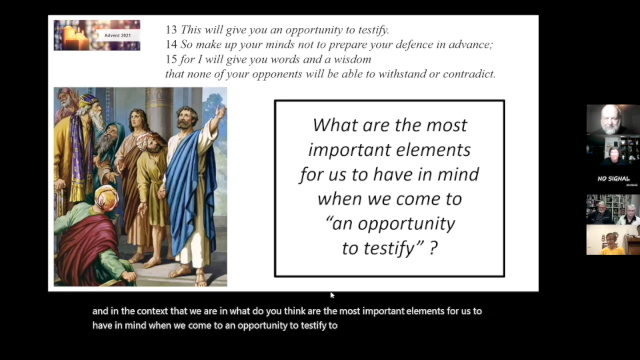 Advent 2021
13 This will give you an opportunity to testify.
14 So make up your minds not to prepare your defence in advance;
15 for I will give you words and a wisdom
that none of your opponents will be able to withstand or contradict.
What are the most
important elements
for us to have in mind
when we come to
“an opportunity
to testify” ?
NO SIGNAL
and in the context that we are in what do you think are the most important elements for us to
have in mind when we come to an opportunity to testify to